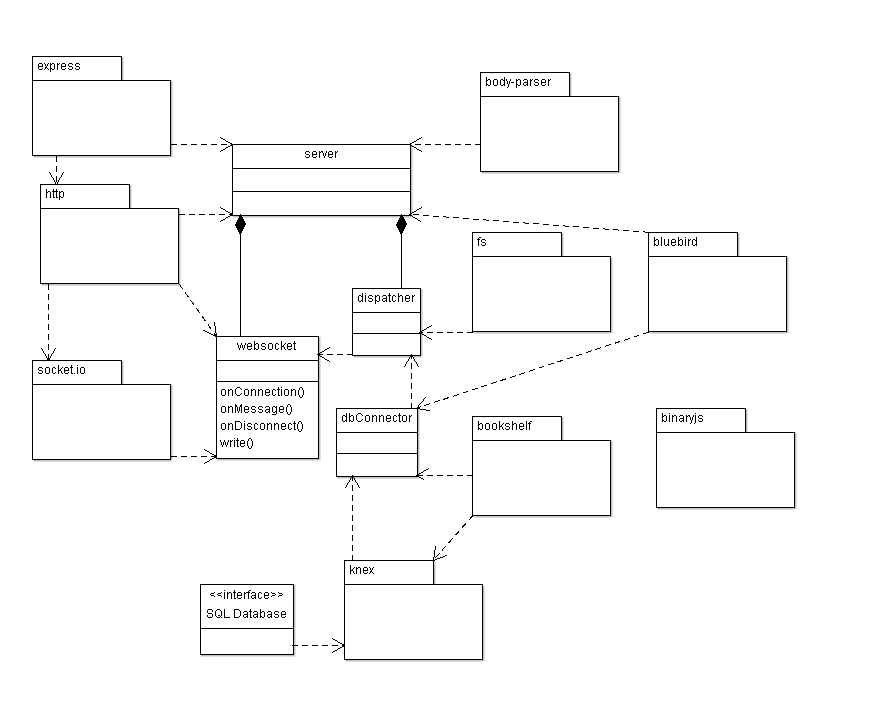 express
body-parser
server
http
fs
bluebird
dispatcher
websocket
onConnection()
onMessage()
onDisconnect()
write()
socket.io
dbConnector
bookshelf
binaryjs
knex
<<interface>>
SQL Database